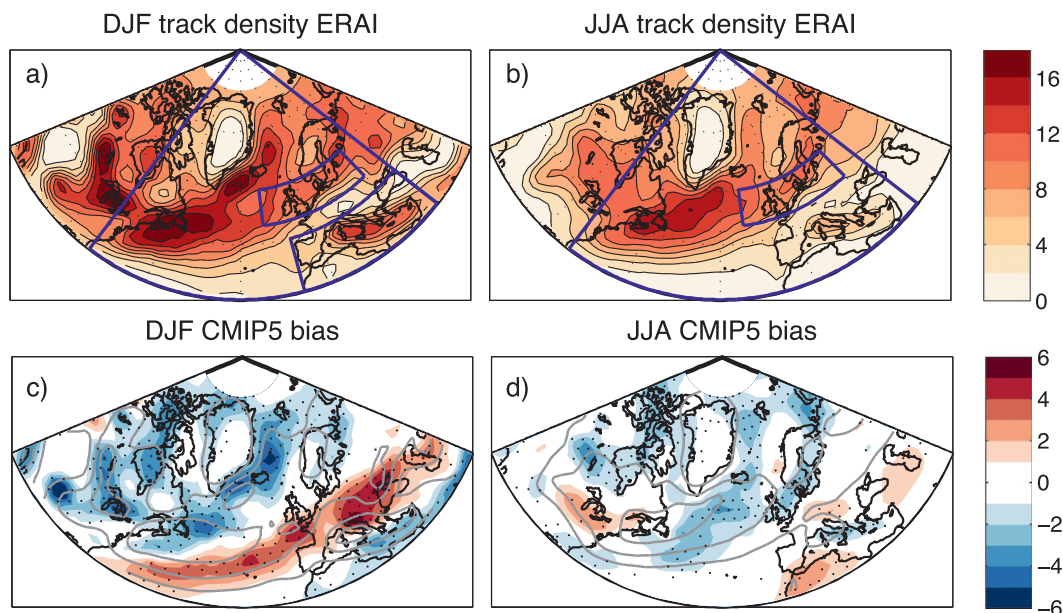 DJF track density ERAI
JJA track density ERAI
a)
b)
16
12
8
4
0
DJF CMIP5 bias
JJA CMIP5 bias
c)
d)
6
4
2
0
−2
−4
−6